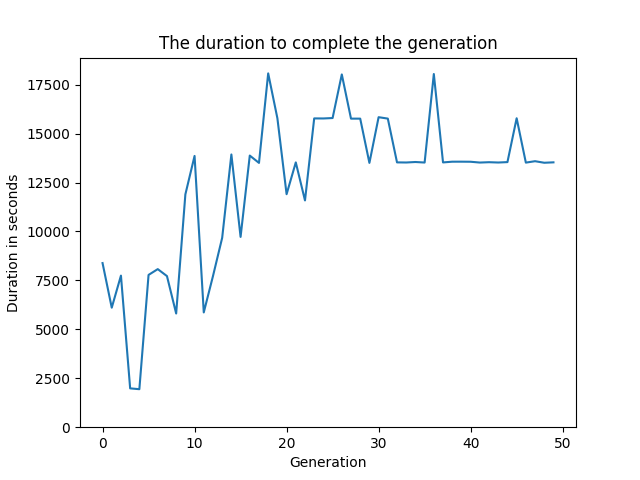 The duration to complete the generation
Duration in seconds
17500
15000
12500
10000
7500
5000
2500
0
0 10 20 30 40 50
Generation